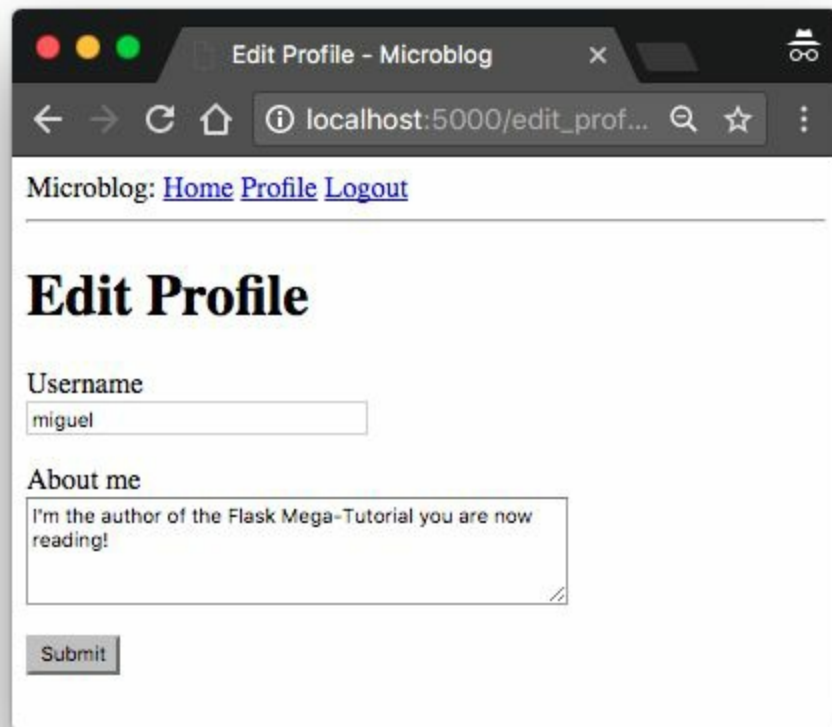 Edit Profile - Microblog
localhost:5000/edit_prof...
Microblog: Home Profile Logout
Edit Profile
Username
miguel
About me
I'm the author of the Flask Mega-Tutorial you are now
reading!
Submit